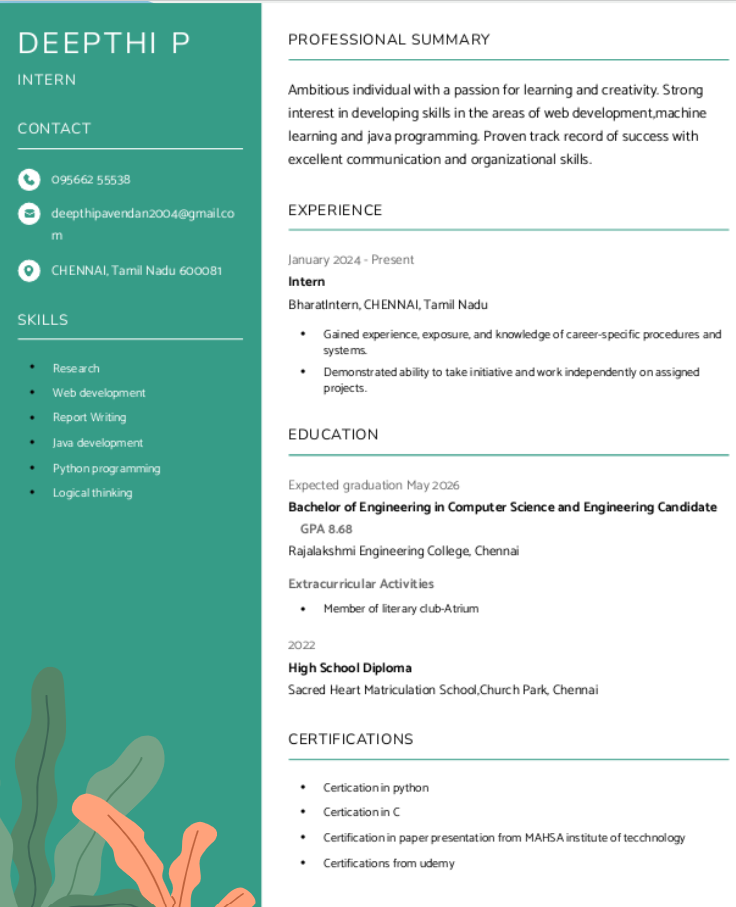 DEEPTHI P
INTERN
CONTACT
095662 55538
deepthipavendan2004@gmail.co
m
CHENNAI, Tamil Nadu 600081
SKILLS
Research
Web development
Report Writing
Java development
Python programming
Logical thinking
PROFESSIONAL SUMMARY
Ambitious individual with a passion for learning and creativity. Strong
interest in developing skills in the areas of web development,machine
learning and java programming. Proven track record of success with
excellent communication and organizational skills.
EXPERIENCE
January 2024 - Present
Intern
BharatIntern, CHENNAI, Tamil Nadu
Gained experience, exposure, and knowledge of career-specific procedures and
systems.
Demonstrated ability to take initiative and work independently on assigned
projects.
EDUCATION
Expected graduation May 2026
Bachelor of Engineering in Computer Science and Engineering Candidate
GPA 8.68
Rajalakshmi Engineering College, Chennai
Extracurricular Activities
Member of literary club-Atrium
2022
High School Diploma
Sacred Heart Matriculation School,Church Park, Chennai
CERTIFICATIONS
Certication in python
Certication in C
Certification in paper presentation from MAHSA institute of tecchnology
Certifications from udemy